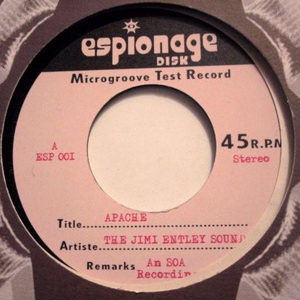 espionage
DISK
Microgroove Test Record
A
ESP 001
45 R.P.M
Stereo
Title APACHE
Artiste THE JIMI ENTLEY SOUND
Remarks An SOA
Recording